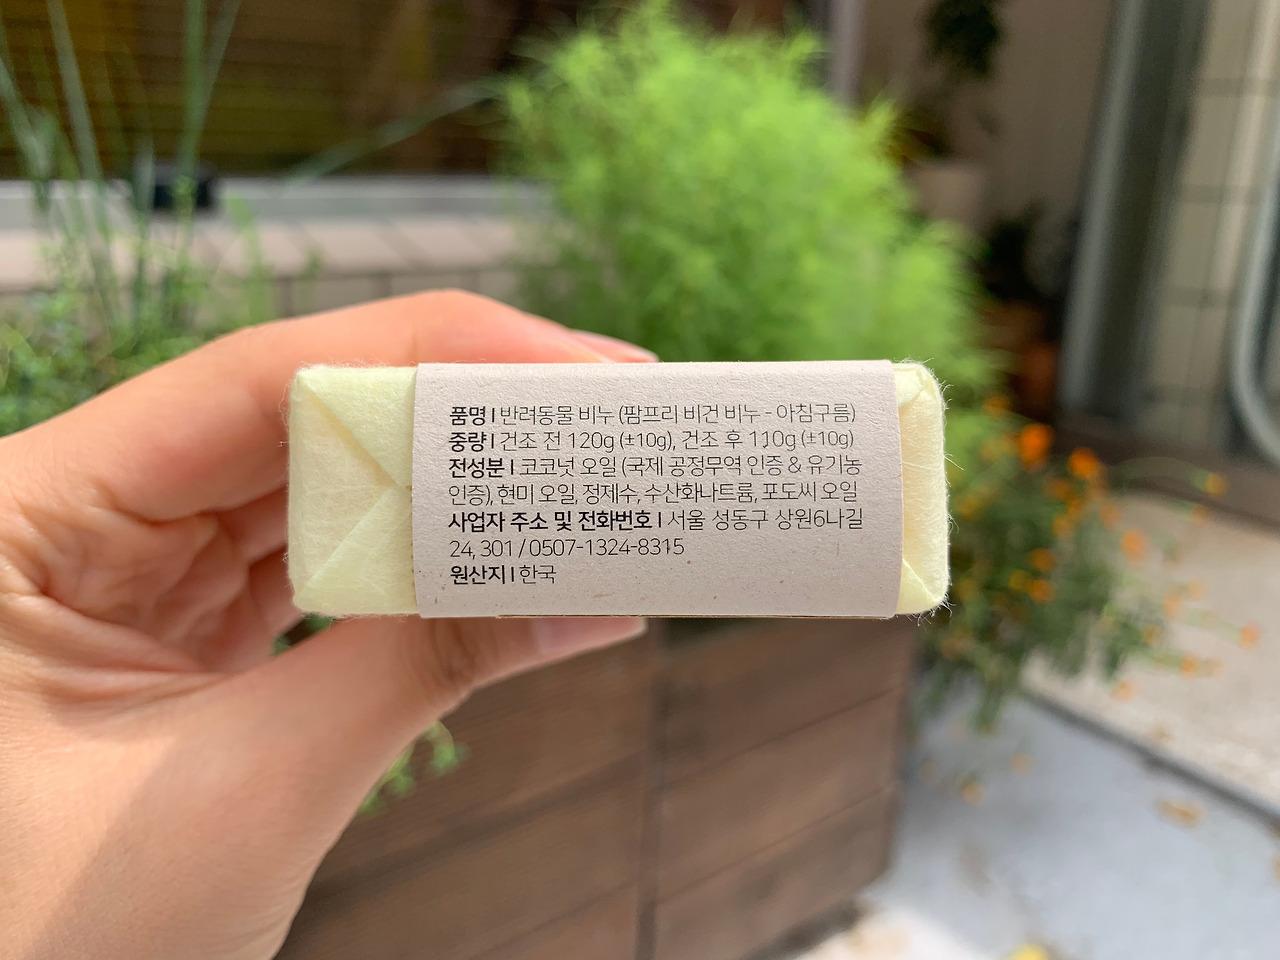 품명 | 반려동물 비누 (팜프리 비건 비누 - 아침구름)
중량 | 건조 전 120g (±10g), 건조 후 110g (±10g)
전성분 | 코코넛 오일 (국제 공정무역 인증 & 유기농
인증), 현미 오일, 정제수, 수산화나트륨, 포도씨 오일
사업자 주소 및 전화번호 | 서울 성동구 상원6나길
24, 301 / 0507-1324-8315
원산지 | 한국